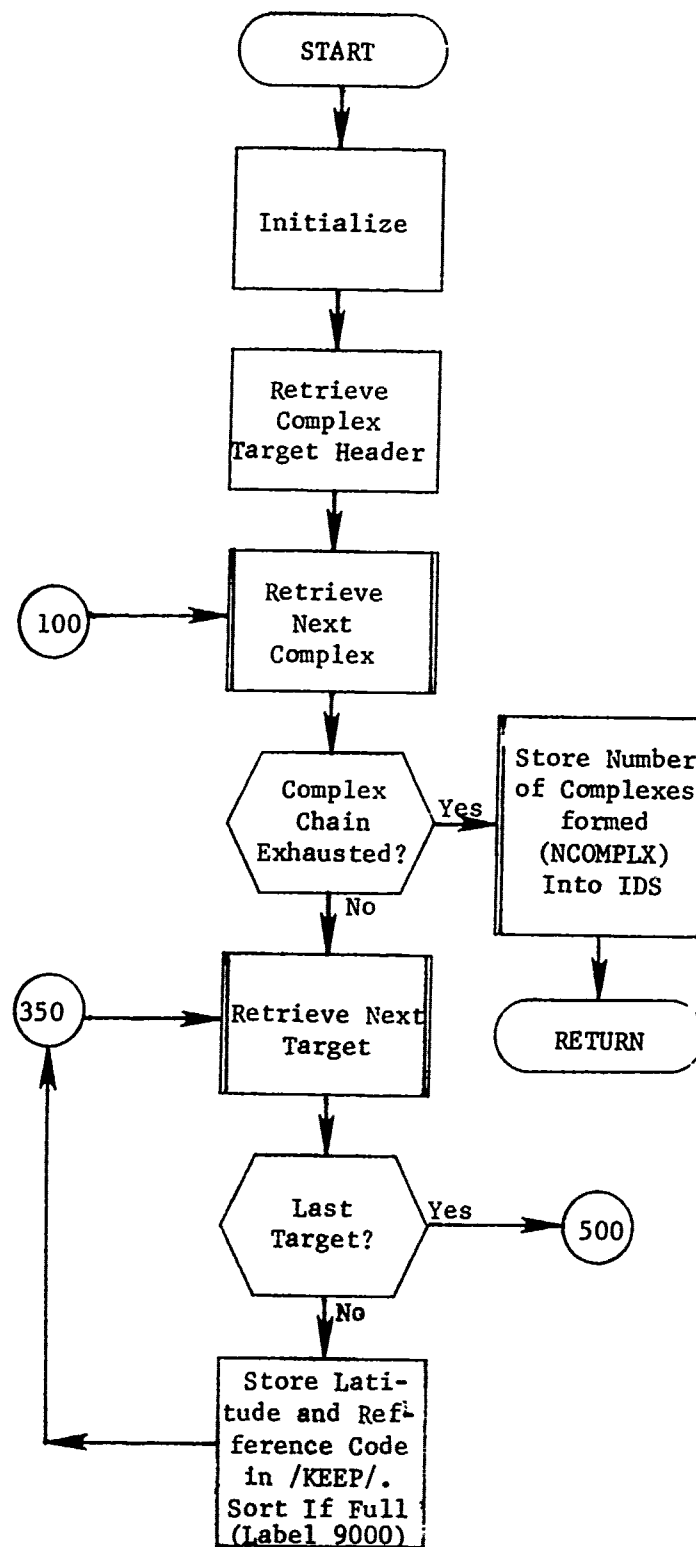 START
Initialize
Retrieve
Complex
Target Header
100
Retrieve
Next
Complex
Complex
Chain
Exhausted?
Yes
Store Number
of Complexes
formed
(NCOMPLX)
Into IDS
No
350
Retrieve Next
Target
RETURN
Last
Target?
Yes
500
No
Store Lati-
tude and Ref-
ference Code
in /KEEP/.
Sort If Full
(Label 9000)